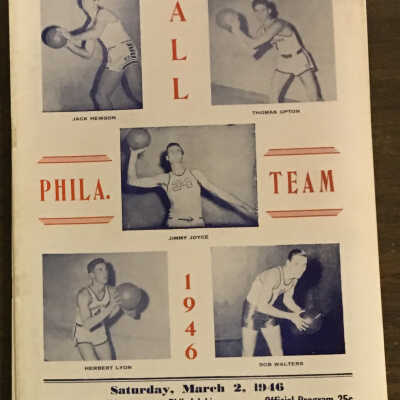 ALL
JACK HEWSON
THOMAS UPTON
PHILA. TEAM
JIMMY JOYCE
1946
HERBERT LYON
BOB WALTERS
Saturday, March 2, 1946
Official Program 25c